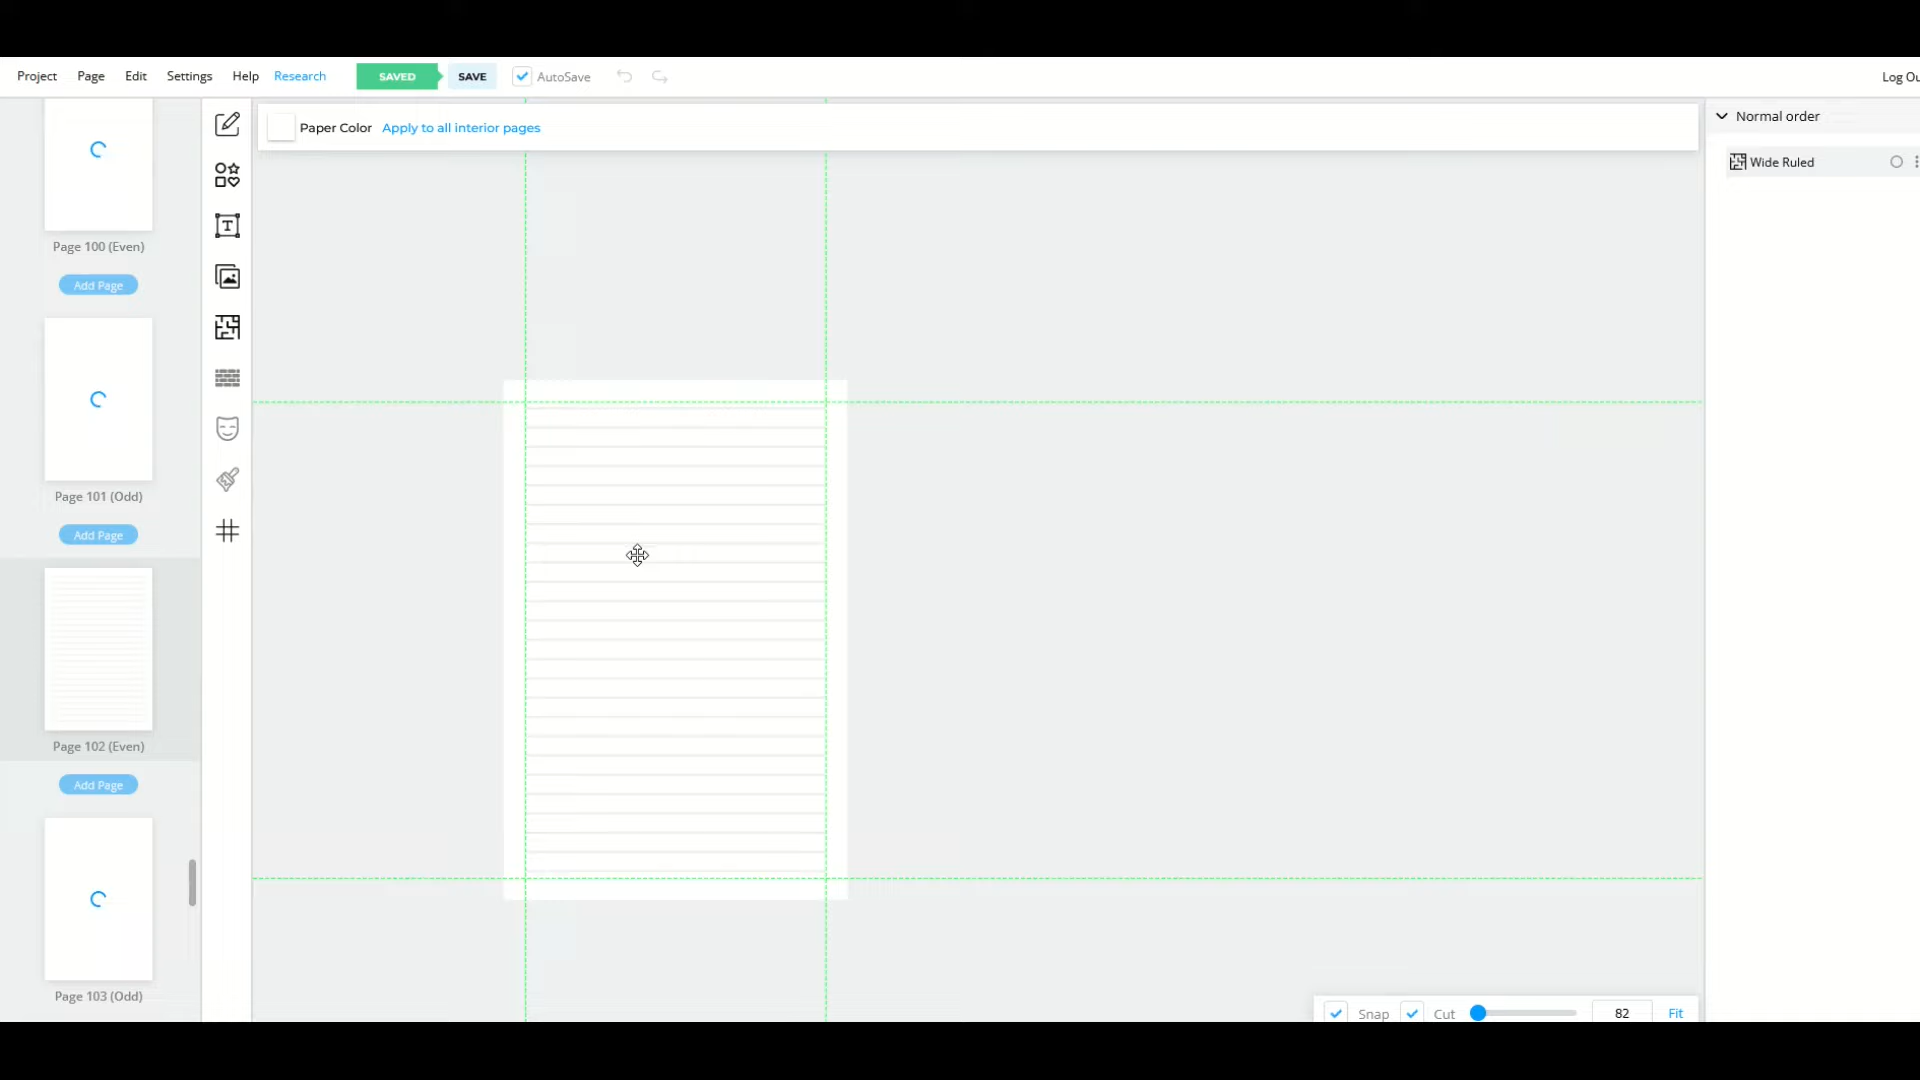 Project Page Edit Settings Help Research SAVED SAVE AutoSave Log Ou
Paper Color Apply to all interior pages
Normal order
Wide Ruled
Page 100 (Even)
Add Page
Page 101 (Odd)
Add Page
Page 102 (Even)
Add Page
Page 103 (Odd)
Snap Cut 82 Fit